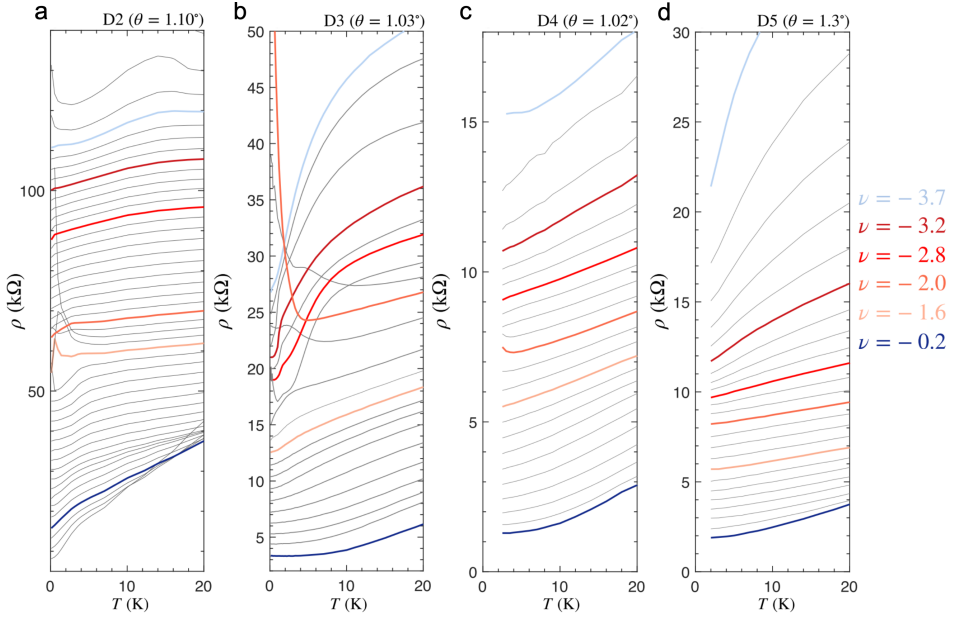 a
D2 (θ = 1.10°)
100
50
ρ (kΩ)
0
10
20
T (K)
b
D3 (θ = 1.03°)
50
45
40
35
30
25
20
15
10
5
ρ (kΩ)
0
10
20
T (K)
c
D4 (θ = 1.02°)
15
10
5
0
ρ (kΩ)
0
10
20
T (K)
d
D5 (θ = 1.3°)
30
25
20
15
10
5
0
ρ (kΩ)
0
10
20
T (K)
ν = − 3.7
ν = − 3.2
ν = − 2.8
ν = − 2.0
ν = − 1.6
ν = − 0.2